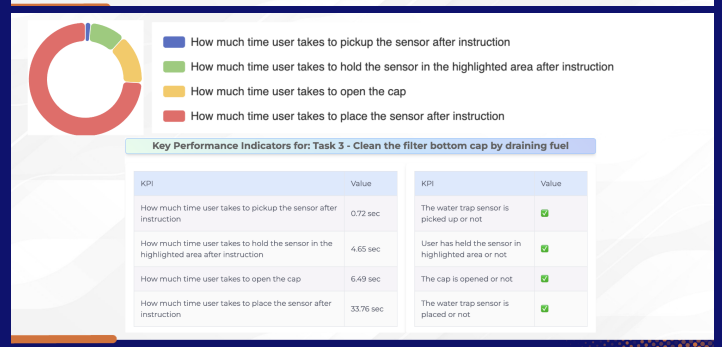 How much time user takes to pickup the sensor after instruction
How much time user takes to hold the sensor in the highlighted area after instruction
How much time user takes to open the cap
How much time user takes to place the sensor after instruction
Key Performance Indicators for: Task 3 - Clean the filter bottom cap by draining fuel
KPI Value
How much time user takes to pickup the sensor after
instruction
0.72 sec
How much time user takes to hold the sensor in the
highlighted area after instruction
4.65 sec
How much time user takes to open the cap 6.49 sec
How much time user takes to place the sensor after
instruction
33.76 sec
KPI Value
The water trap sensor is
picked up or not
✅
User has held the sensor in
highlighted area or not
✅
The cap is opened or not ✅
The water trap sensor is
placed or not
✅